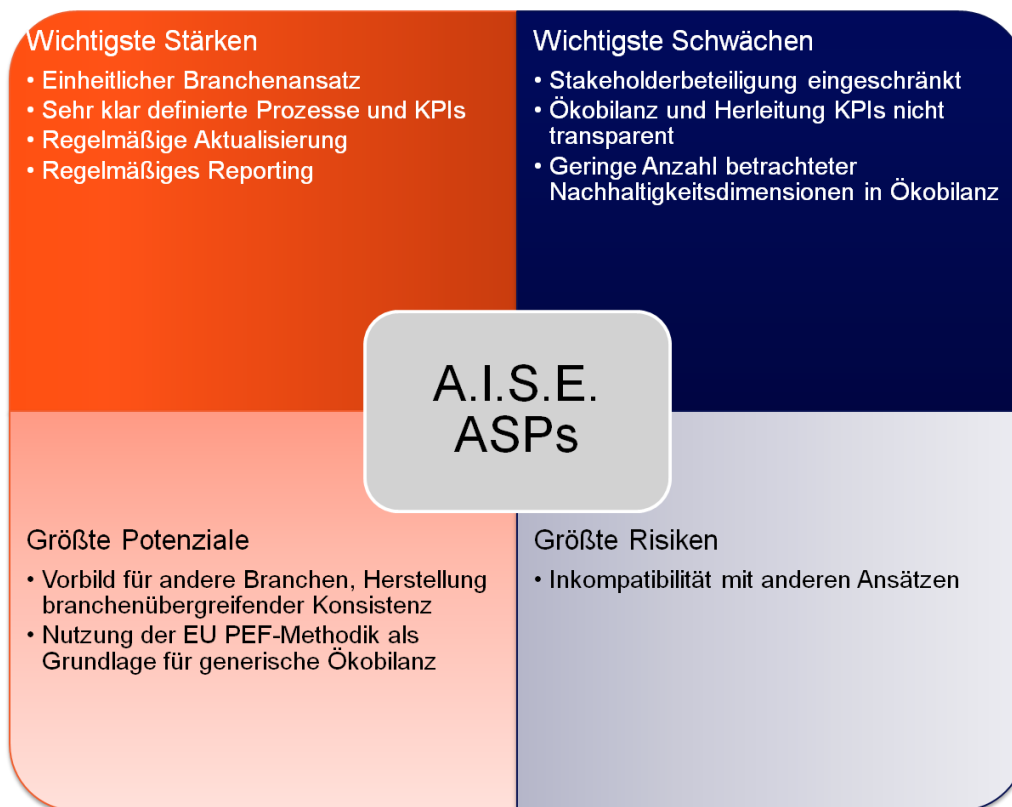 Wichtigste Stärken
• Einheitlicher Branchenansatz
• Sehr klar definierte Prozesse und KPIs
• Regelmäßige Aktualisierung
• Regelmäßiges Reporting
Wichtigste Schwächen
• Stakeholderbeteiligung eingeschränkt
• Ökobilanz und Herleitung KPIs nicht
transparent
• Geringe Anzahl betrachteter
Nachhaltigkeitsdimensionen in Ökobilanz
A.I.S.E.
ASPs
Größte Potenziale
• Vorbild für andere Branchen, Herstellung
branchenübergreifender Konsistenz
• Nutzung der EU PEF-Methodik als
Grundlage für generische Ökobilanz
Größte Risiken
• Inkompatibilität mit anderen Ansätzen